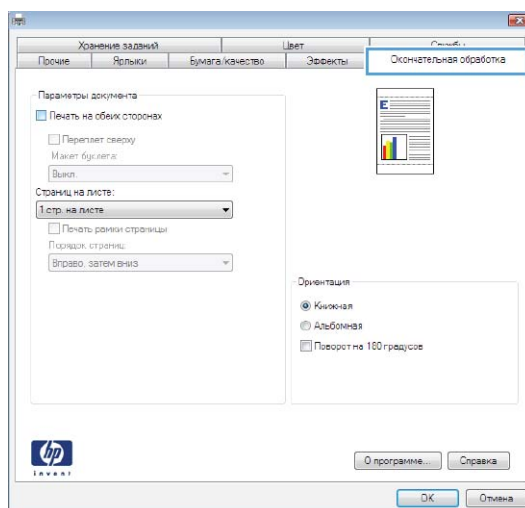 Хранение заданий
Цвет
Службы
Прочие
Ярлыки
Бумага/качество
Эффекты
Окончательная обработка
Параметры документа
Печать на обеих сторонах
Переплет сверху
Макет буклета:
Выкл.
Страниц на листе:
1 стр. на листе
Печать рамки страницы
Порядок страниц:
Вправо, затем вниз
E
Ориентация
Книжная
Альбомная
Поворот на 180 градусов
hp
invent
О программе...
Справка
OK
Отмена